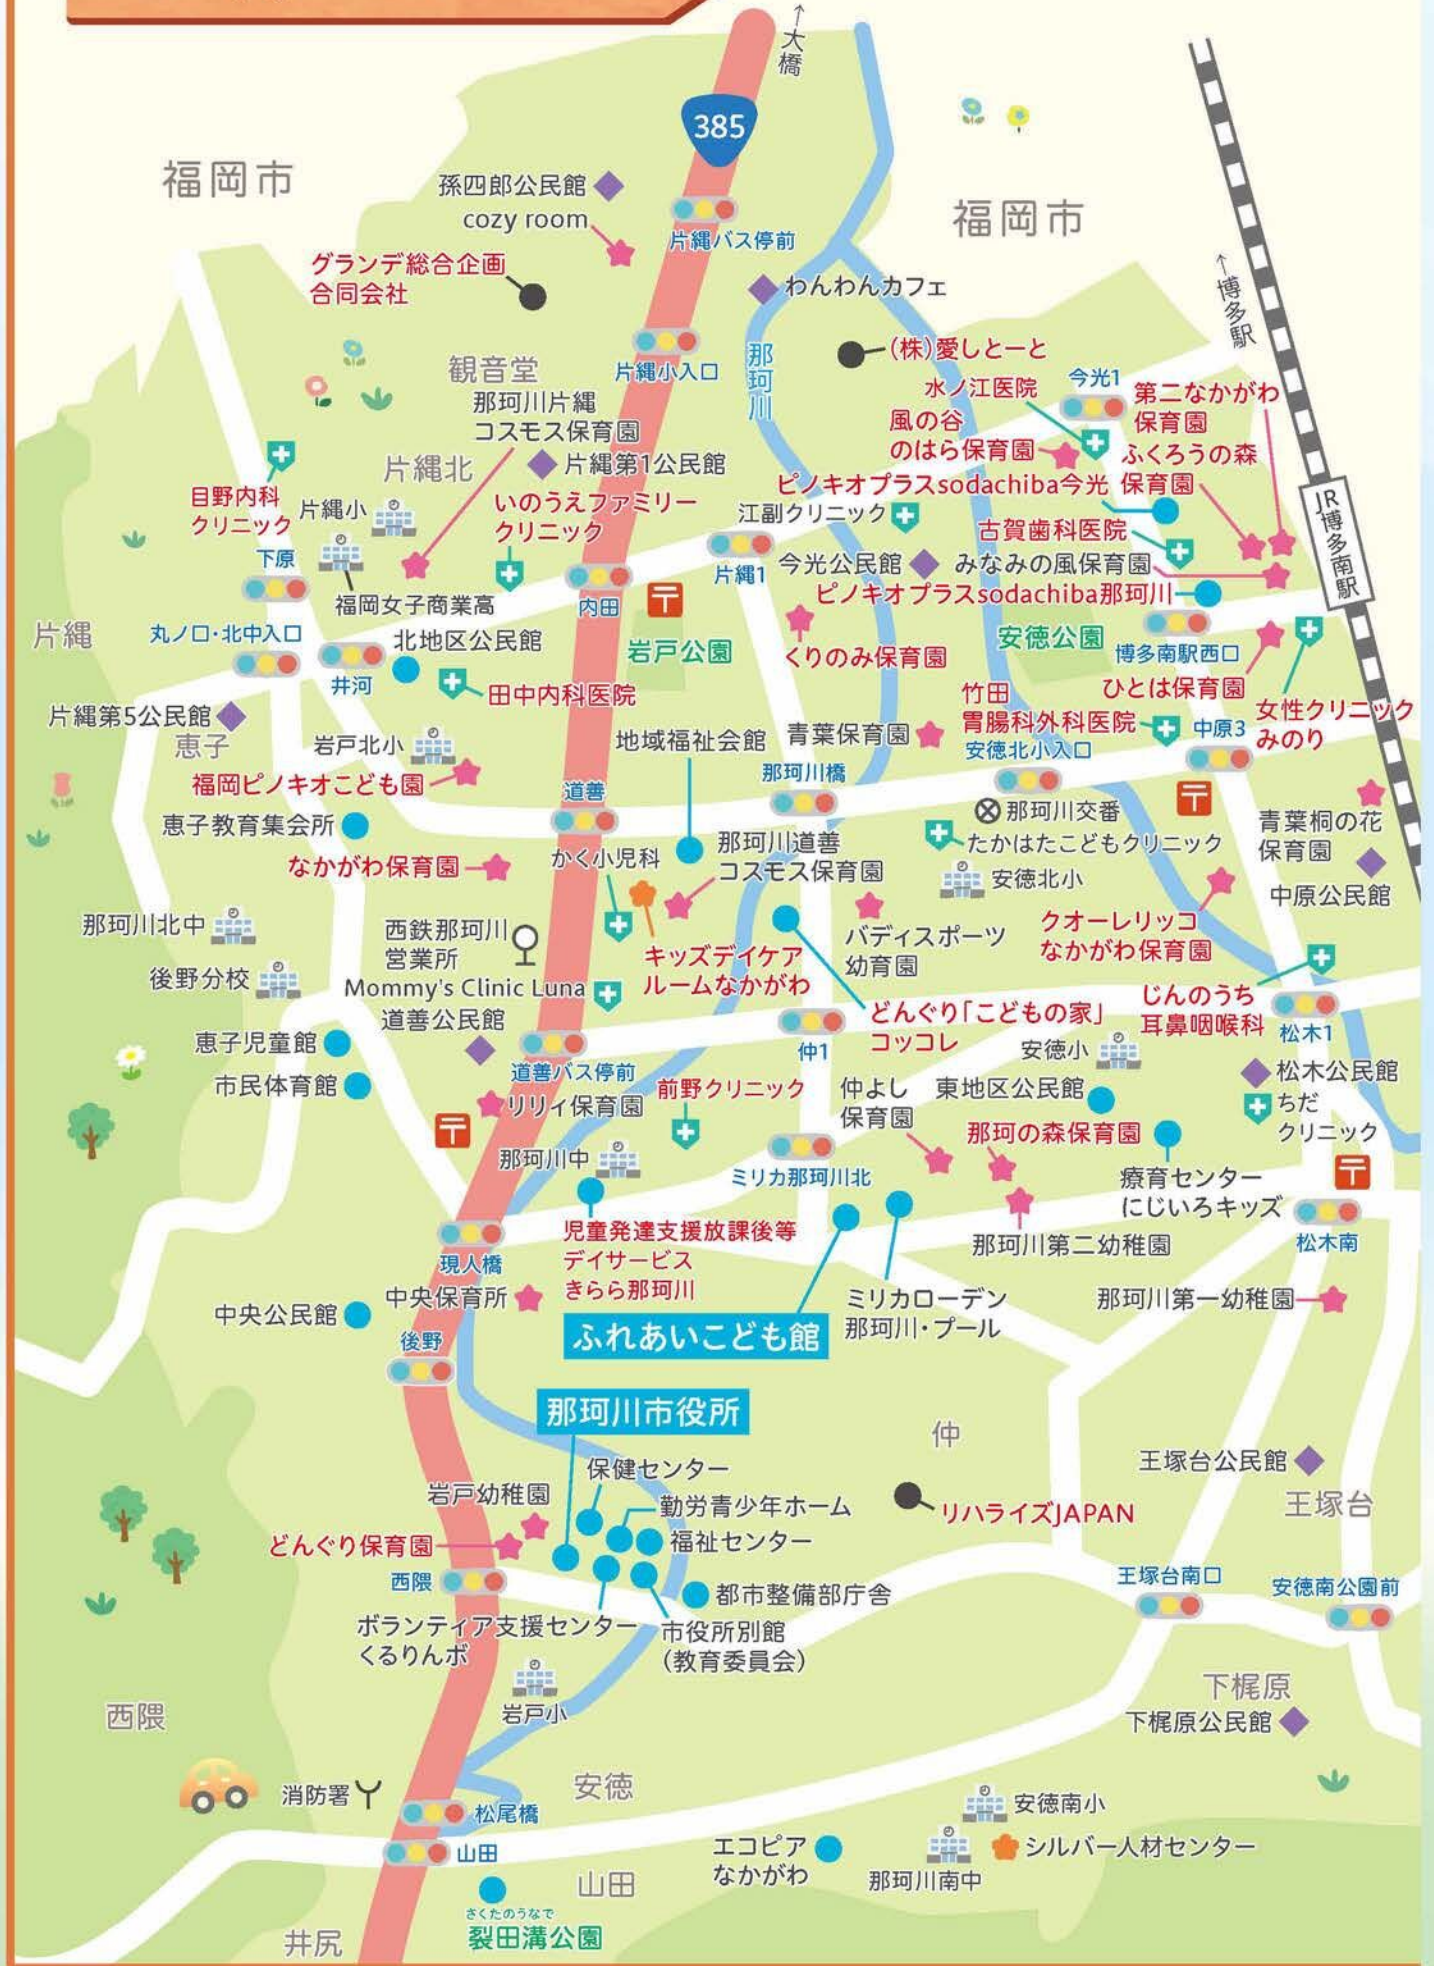 ↑大橋
385
福岡市
孫四郎公民館
cozy room
片縄バス停前
福岡市
グランデ総合企画
合同会社
わんわんカフェ
↑博多駅
観音堂
片縄小入口
那珂川
(株)愛しとーと
那珂川片縄
コスモス保育園
水ノ江医院
今光1
第二なかがわ
保育園
風の谷
のはら保育園
片縄北
片縄第1公民館
ふくろうの森
保育園
目野内科
クリニック
片縄小
いのうえファミリー
クリニック
ピノキオプラスsodachiba今光
江副クリニック
古賀歯科医院
JR博多南駅
下原
片縄1
今光公民館
みなみの風保育園
福岡女子商業高
内田
ピノキオプラスsodachiba那珂川
片縄
丸ノ口・北中入口
北地区公民館
岩戸公園
くりのみ保育園
安徳公園
博多南駅西口
井河
田中内科医院
ひとは保育園
竹田
胃腸科外科医院
女性クリニック
みのり
片縄第5公民館
恵子
岩戸北小
地域福祉会館
青葉保育園
安徳北小入口
中原3
福岡ピノキオこども園
道善
那珂川橋
恵子教育集会所
那珂川交番
青葉桐の花
保育園
なかがわ保育園
かく小児科
那珂川道善
コスモス保育園
たかはたこどもクリニック
安徳北小
中原公民館
那珂川北中
西鉄那珂川
営業所
キッズデイケア
ルームなかがわ
バディスポーツ
幼育園
クオーレリッコ
なかがわ保育園
後野分校
Mommy's Clinic Luna
道善公民館
どんぐり「こどもの家」
コッコレ
じんのうち
耳鼻咽喉科
恵子児童館
仲1
松木1
安徳小
市民体育館
道善バス停前
リリィ保育園
前野クリニック
仲よし
保育園
東地区公民館
松木公民館
ちだ
クリニック
那珂の森保育園
那珂川中
ミリカ那珂川北
療育センター
にじいろキッズ
児童発達支援放課後等
デイサービス
きらら那珂川
現人橋
那珂川第二幼稚園
松木南
中央公民館
中央保育所
ふれあいこども館
ミリカローデン
那珂川・プール
那珂川第一幼稚園
後野
那珂川市役所
仲
保健センター
王塚台公民館
岩戸幼稚園
勤労青少年ホーム
リハライズJAPAN
王塚台
どんぐり保育園
福祉センター
西隈
王塚台南口
安徳南公園前
都市整備部庁舎
ボランティア支援センター
くるりんボ
市役所別館
(教育委員会)
西隈
岩戸小
下梶原
下梶原公民館
消防署
安徳
安徳南小
松尾橋
山田
エコピア
なかがわ
シルバー人材センター
那珂川南中
山田
さくたのうなで
裂田溝公園
井尻